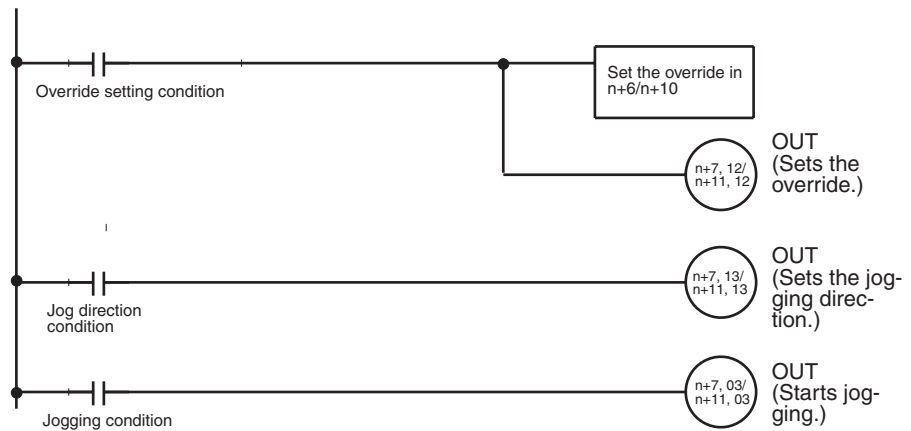 Set the override in
n+6/n+10
Override setting condition
n+7, 12/
n+11, 12
OUT
(Sets the
override.)
n+7, 13/
n+11, 13
OUT
(Sets the jog-
ging direc-
tion.)
Jog direction
condition
n+7, 03/
n+11, 03
OUT
(Starts jog-
ging.)
Jogging condition